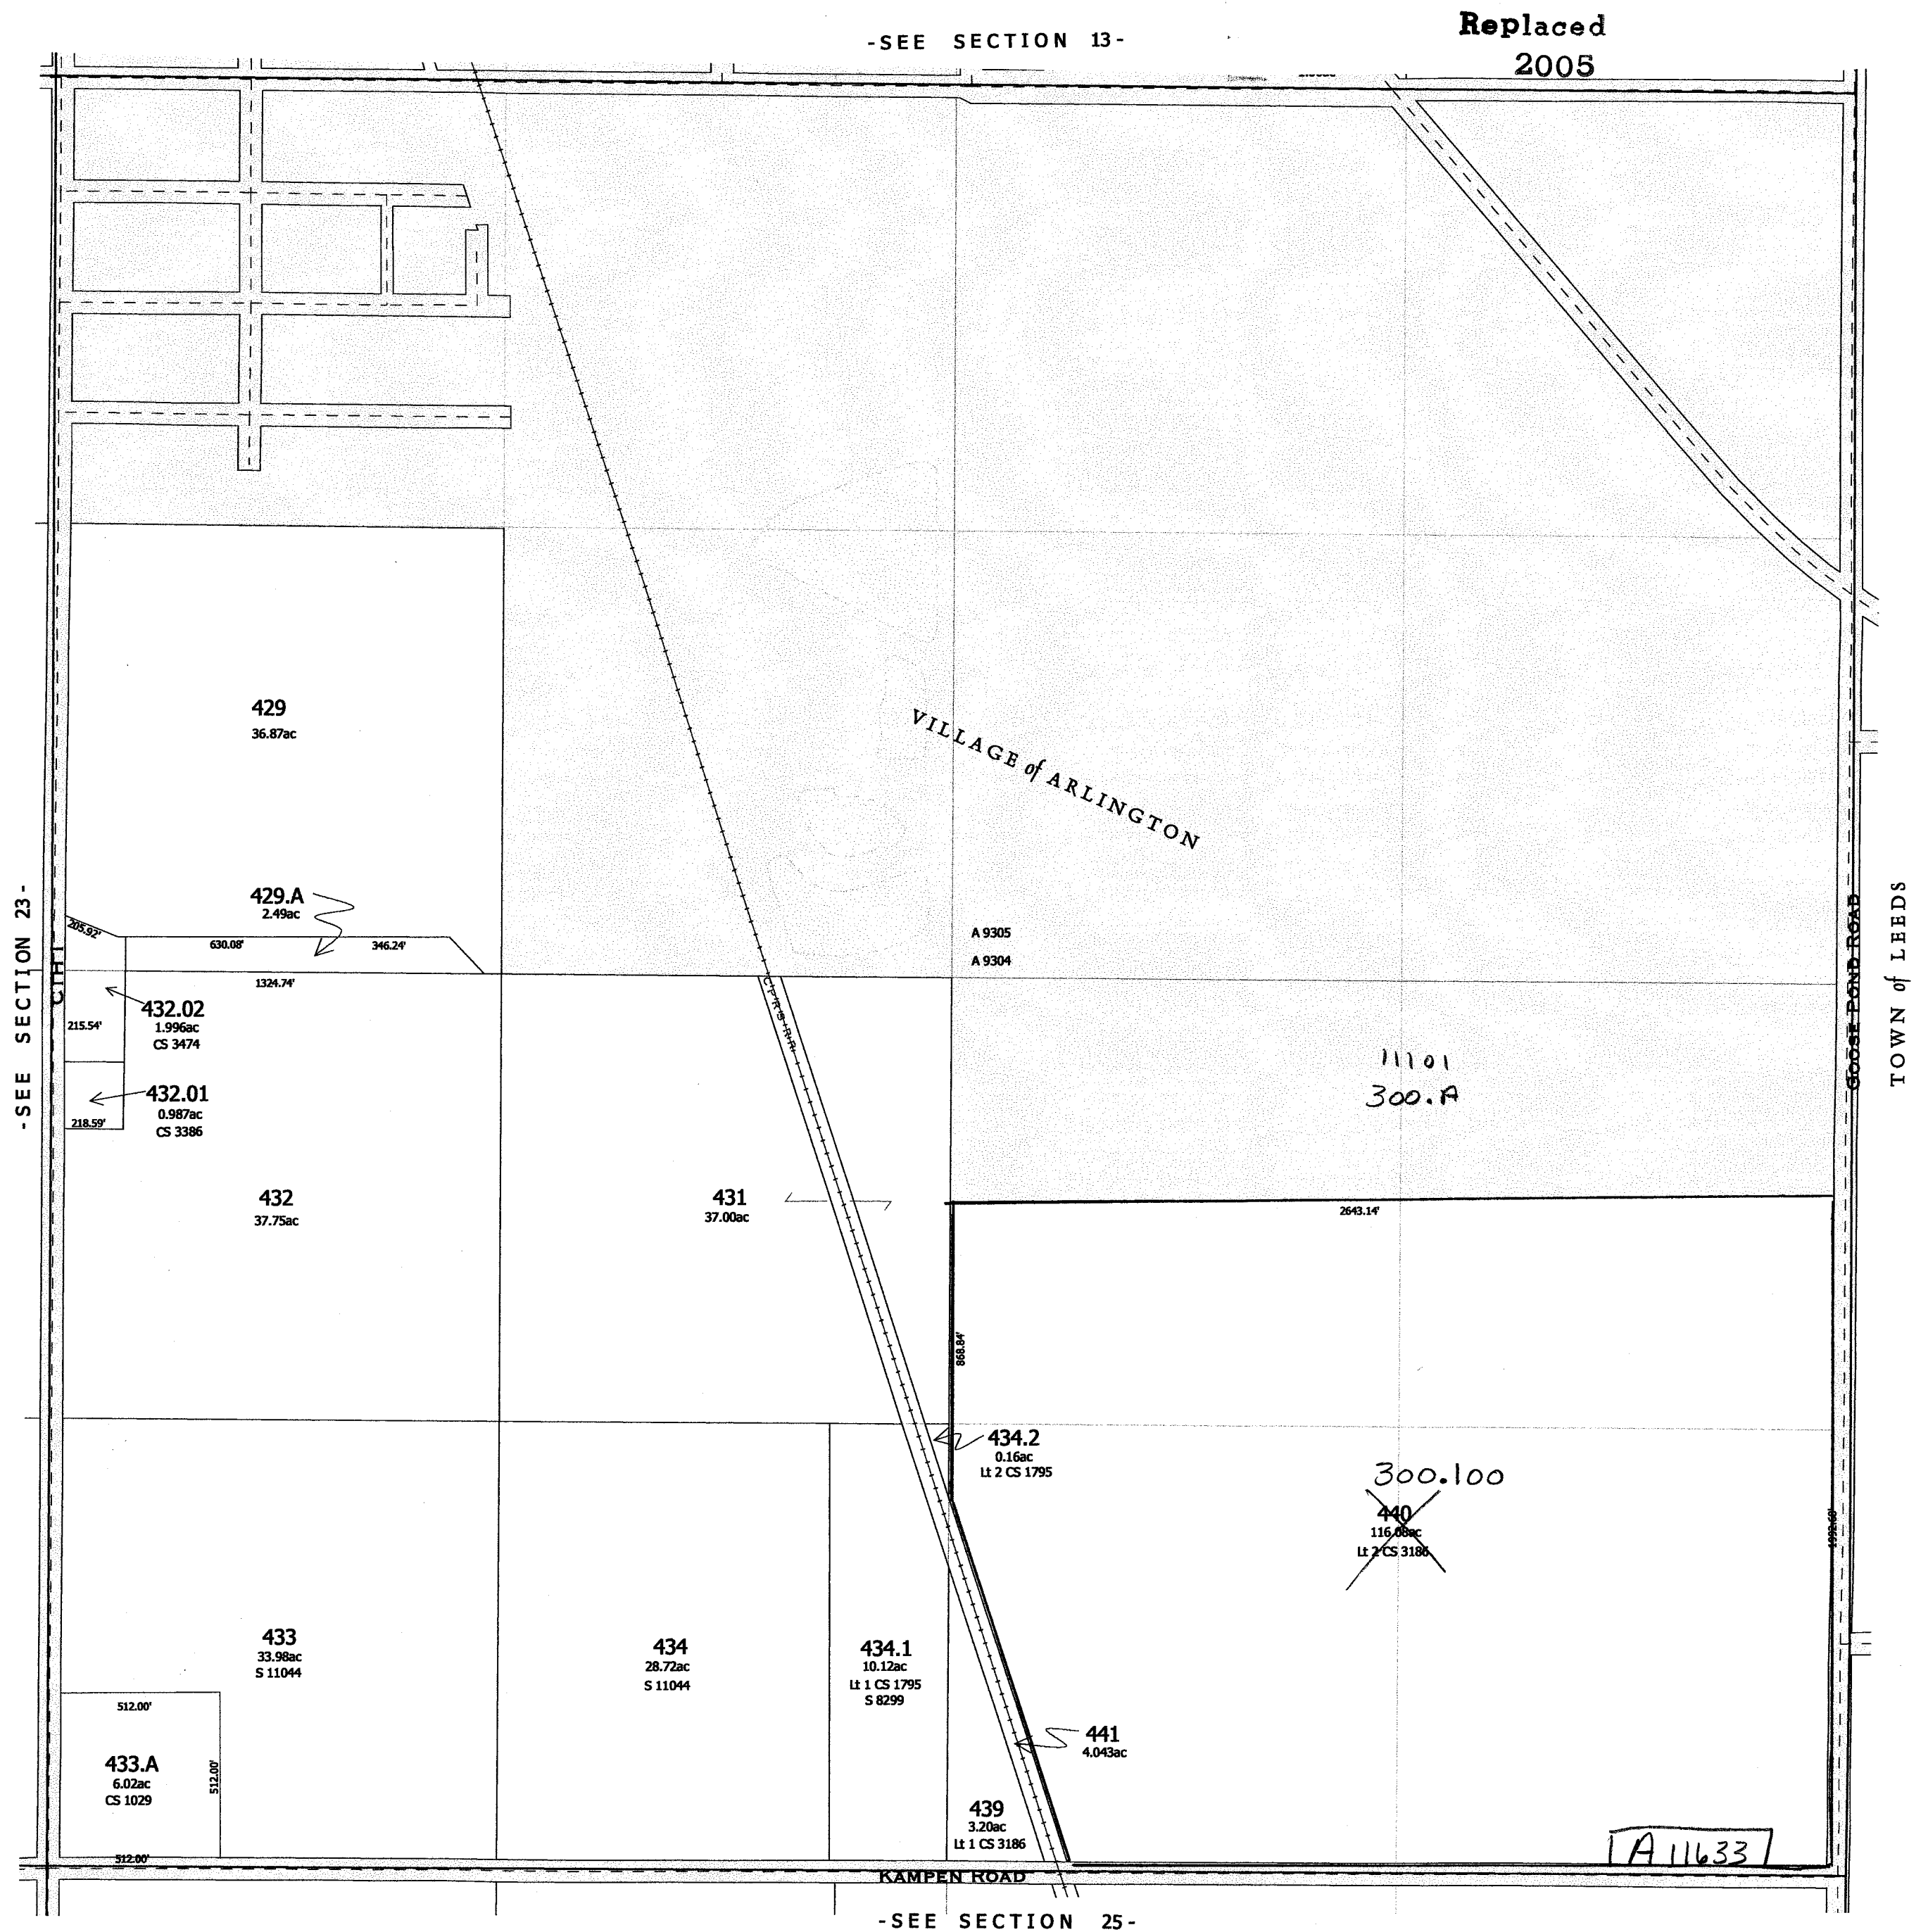 -SEE SECTION 13-
Replaced
2005
429
36.87ac
VILLAGE of ARLINGTON
429.A
2.49ac
205.92'
630.08'
346.24'
1324.74'
A 9305
A 9304
-SEE SECTION 23-
GOOSE POND ROAD
TOWN of LEEDS
432.02
1.996ac
CS 3474
215.54'
432.01
0.987ac
CS 3386
218.59'
11101
300.A
432
37.75ac
431
37.00ac
2643.14'
868.84'
434.2
0.16ac
Lt 2 CS 1795
300.100
440
116.08ac
Lt 2 CS 3186
1992.60'
433
33.98ac
S 11044
434
28.72ac
S 11044
434.1
10.12ac
Lt 1 CS 1795
S 8299
512.00'
512.00'
433.A
6.02ac
CS 1029
441
4.043ac
439
3.20ac
Lt 1 CS 3186
A 11633
512.00'
KAMPEN ROAD
-SEE SECTION 25-